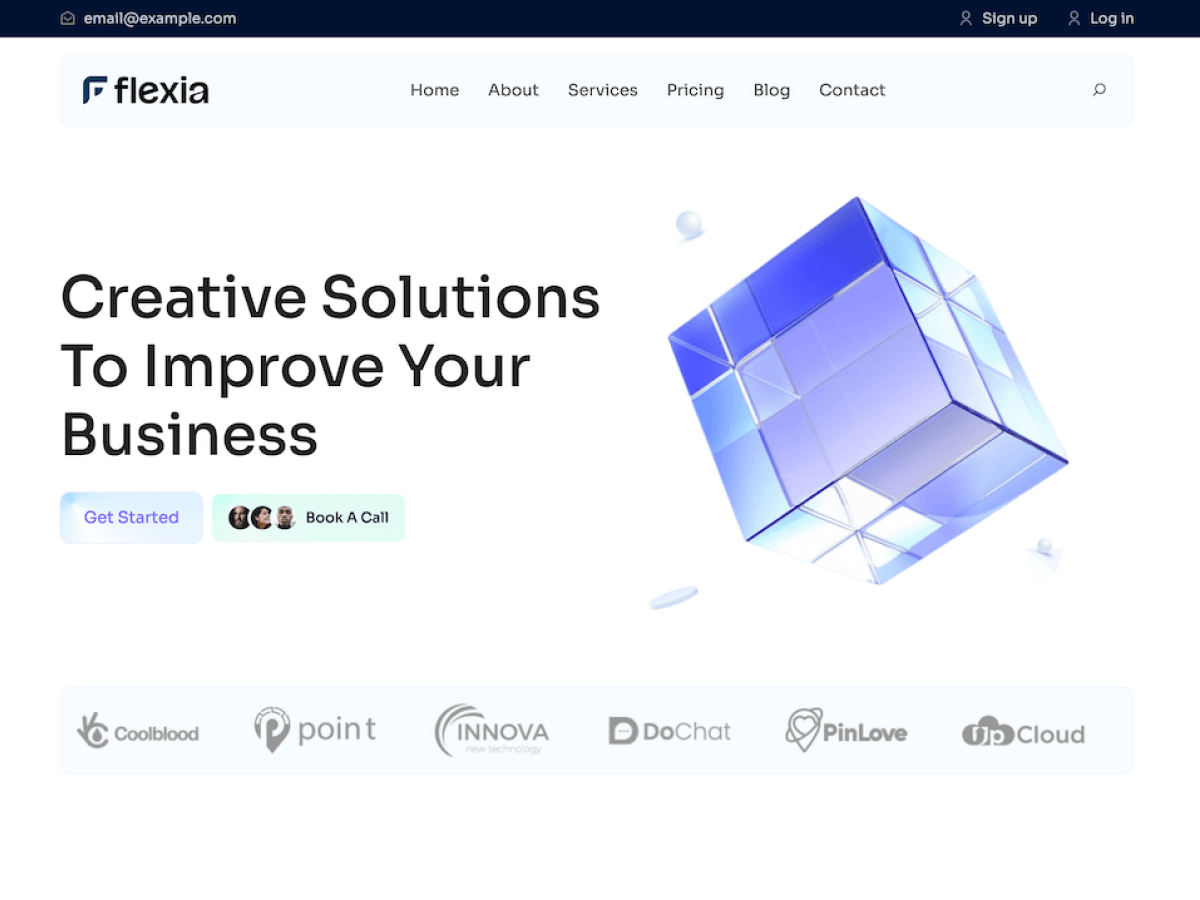 email@example.com
Sign up
Log in
flexia
Home
About
Services
Pricing
Blog
Contact
Creative Solutions
To Improve Your
Business
Get Started
Book A Call
Coolblood
point
INNOVA
new technology
DoChat
PinLove
UpCloud